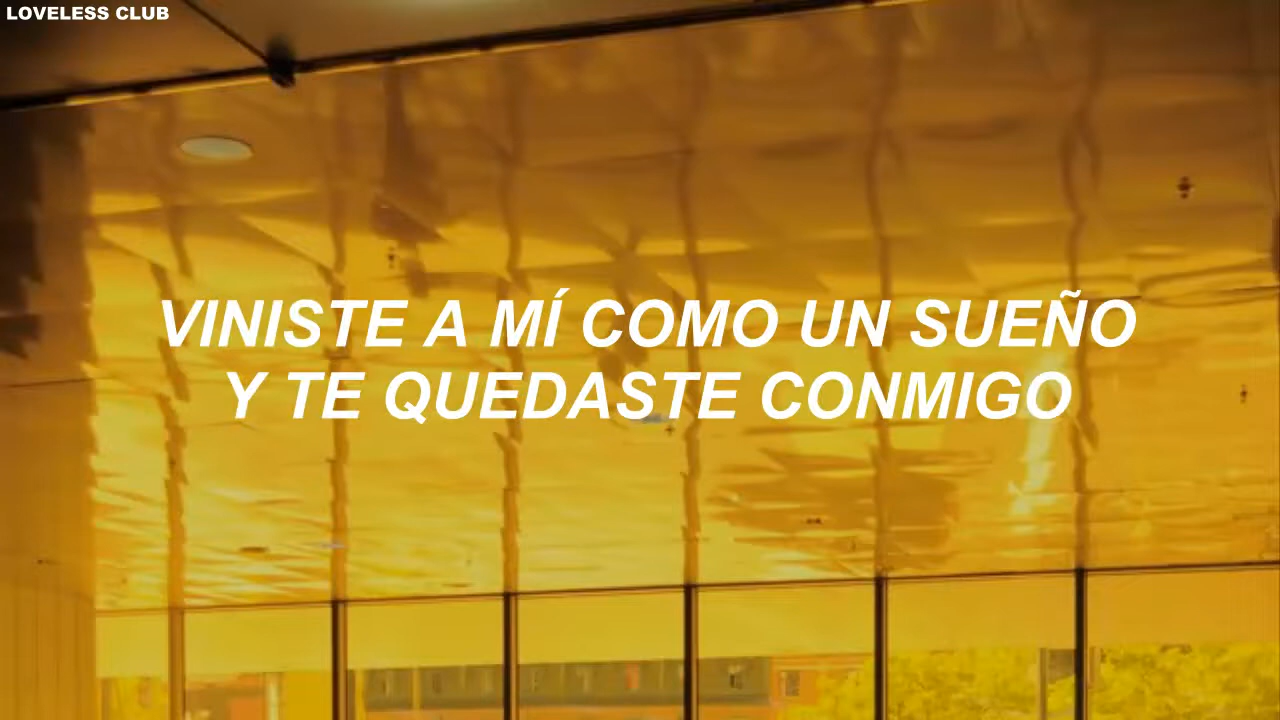 LOVELESS CLUB
VINISTE A MÍ COMO UN SUEÑO
Y TE QUEDASTE CONMIGO